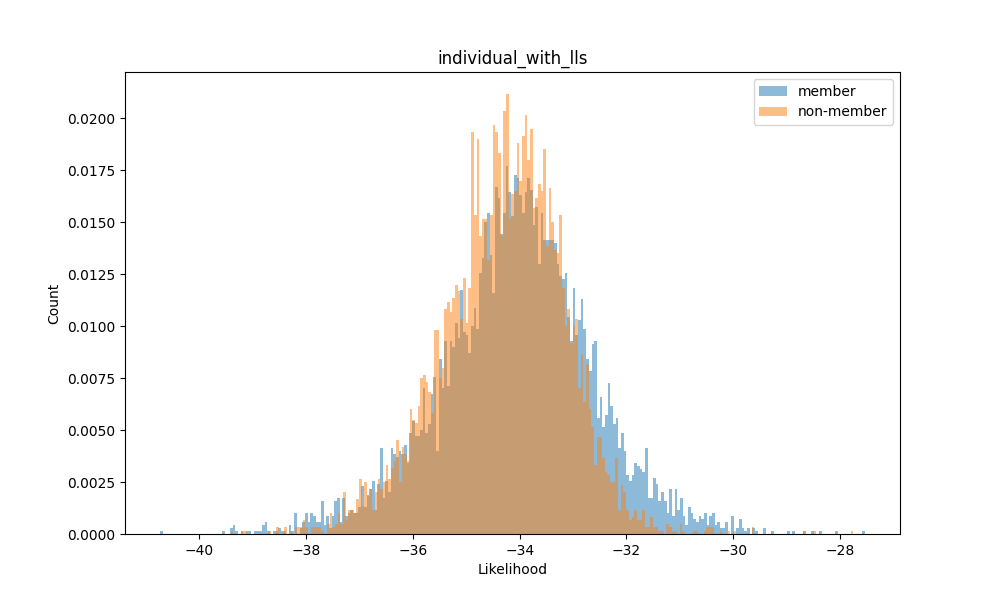 individual_with_lls
member
non-member
0.0200
0.0175
0.0150
0.0125
0.0100
0.0075
0.0050
0.0025
0.0000
Count
−40 −38 −36 −34 −32 −30 −28
Likelihood